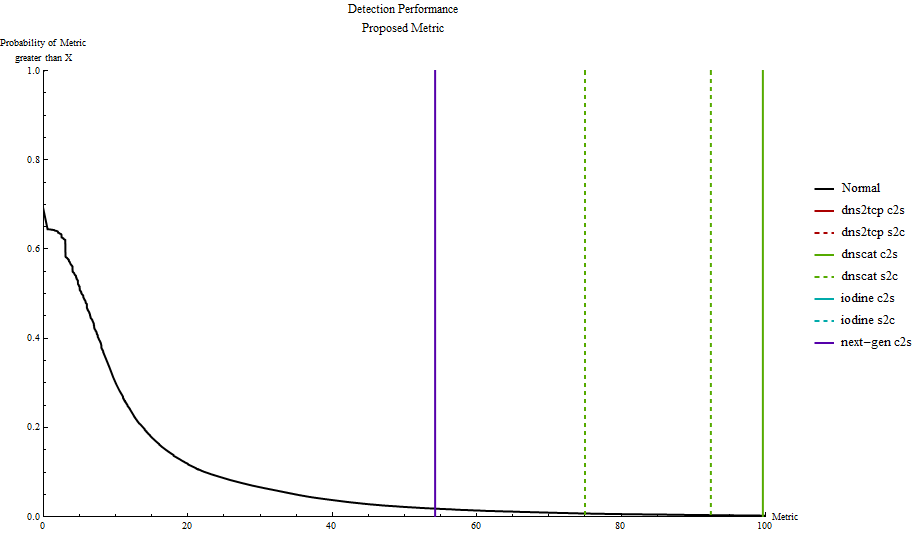 Detection Performance
Proposed Metric
Probability of Metric
greater than X
1.0
0.8
0.6
0.4
0.2
0.0
0
20
40
60
80
100
Metric
Normal
dns2tcp c2s
dns2tcp s2c
dnscat c2s
dnscat s2c
iodine c2s
iodine s2c
next-gen c2s